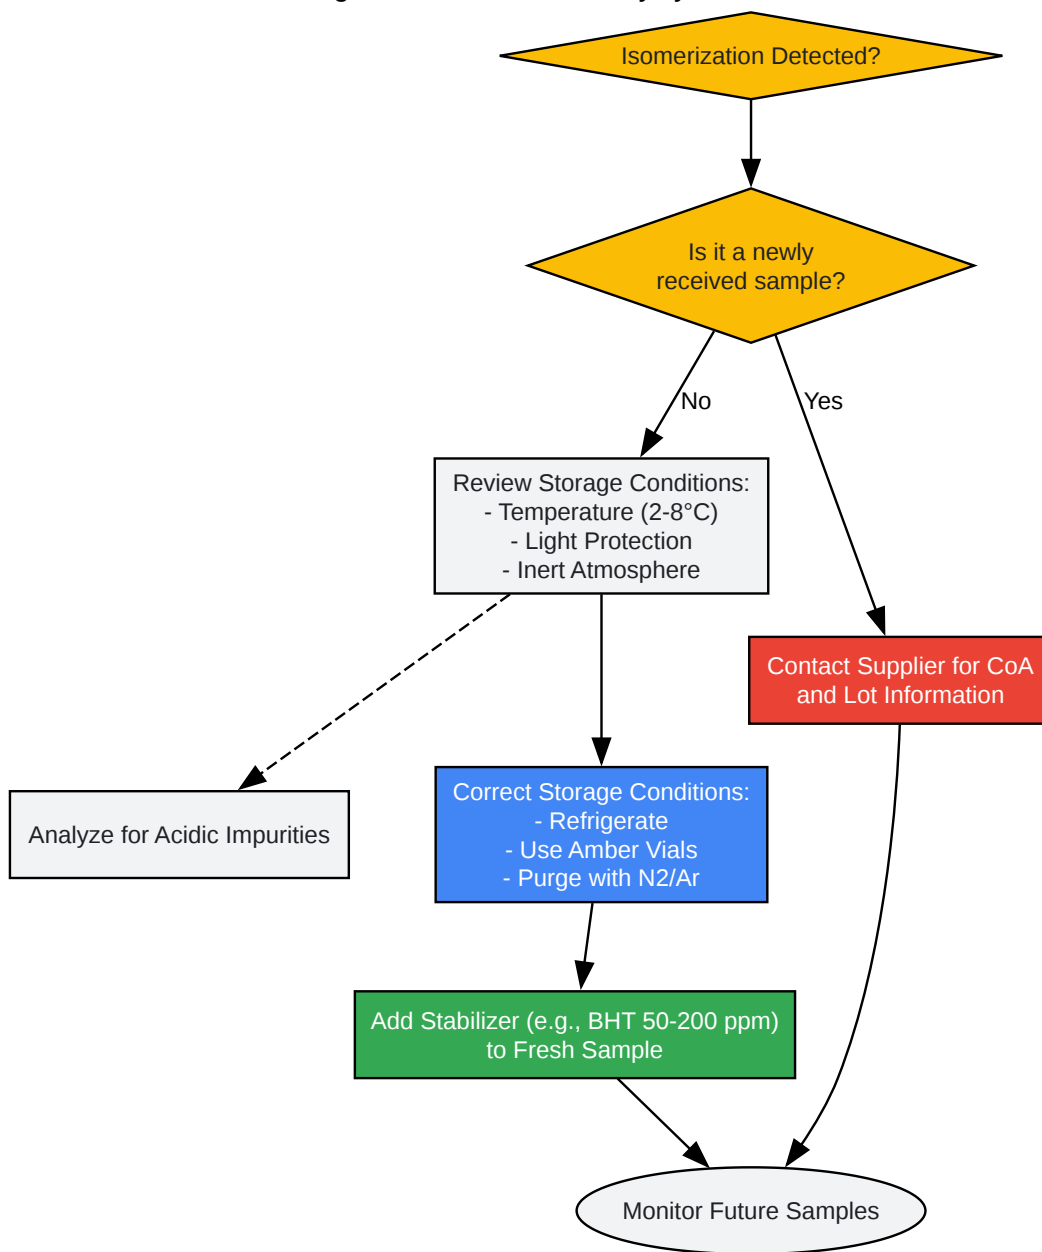 Isomerization Detected?
Is it a newly
received sample?
No
Yes
Review Storage Conditions:
- Temperature (2-8°C)
- Light Protection
- Inert Atmosphere
Contact Supplier for CoA
and Lot Information
Analyze for Acidic Impurities
Correct Storage Conditions:
- Refrigerate
- Use Amber Vials
- Purge with N2/Ar
Add Stabilizer (e.g., BHT 50-200 ppm)
to Fresh Sample
Monitor Future Samples